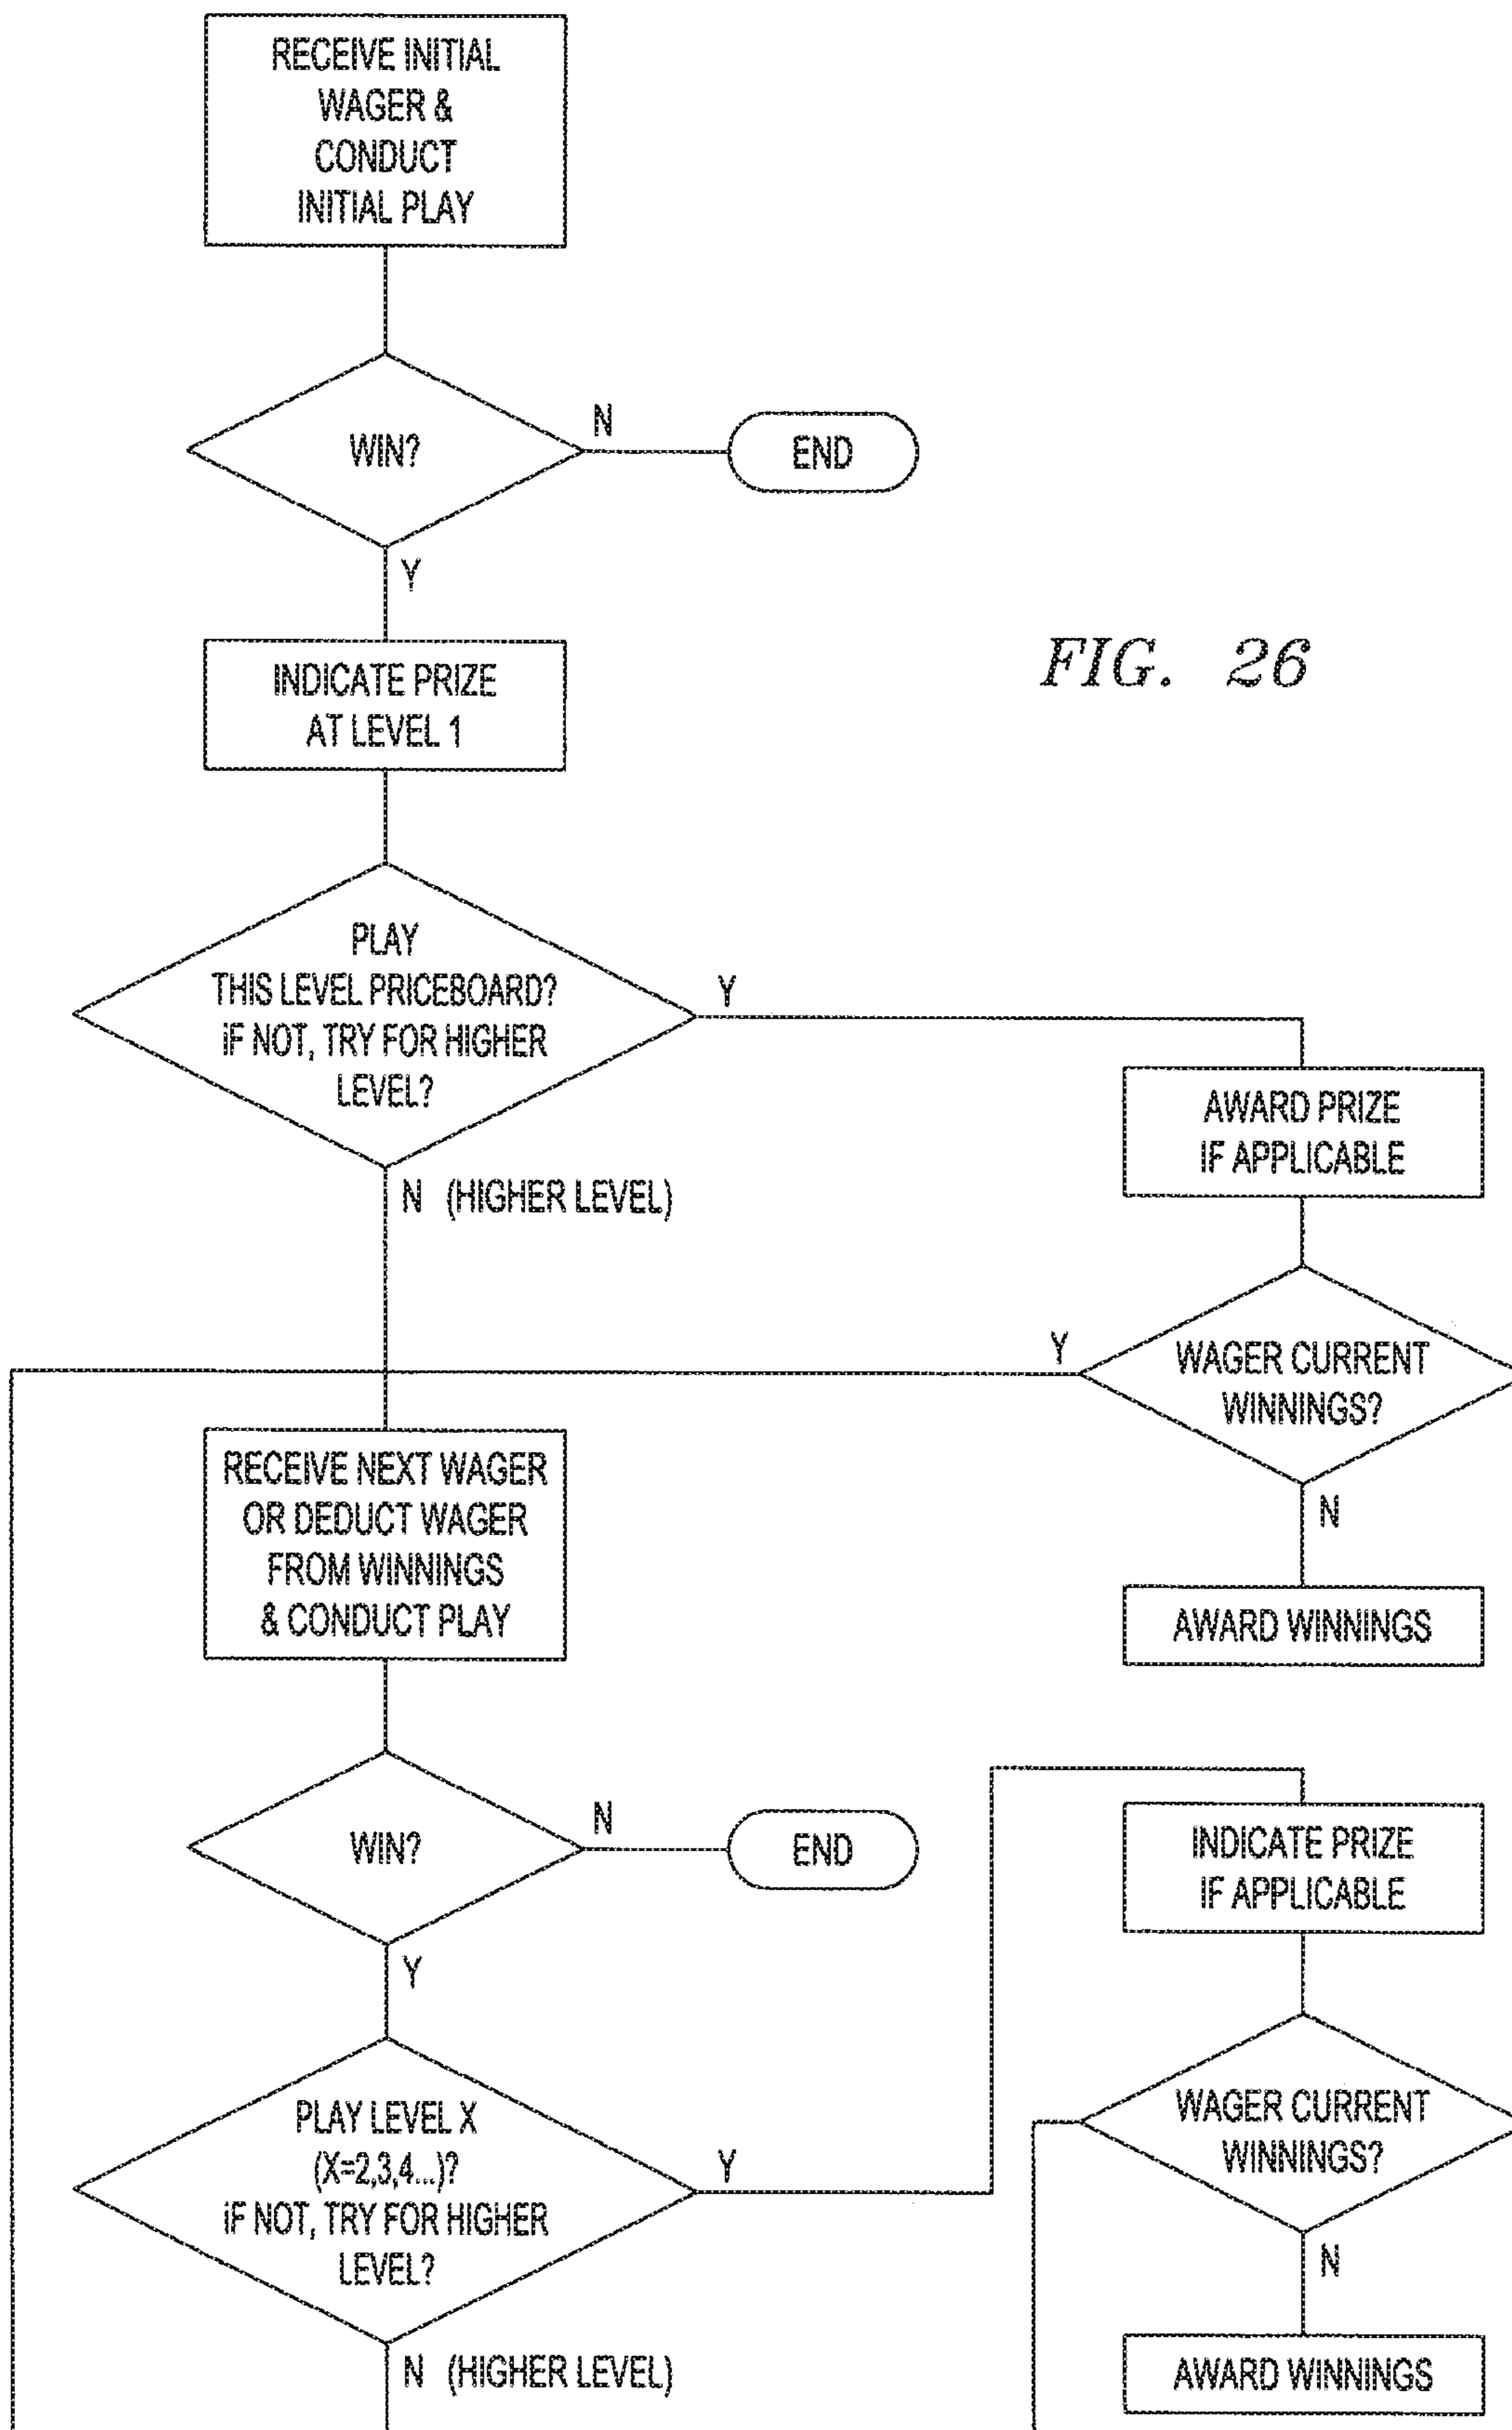 RECEIVE INITIAL
WAGER &
CONDUCT
INITIAL PLAY
WIN?
N
END
Y
INDICATE PRIZE
AT LEVEL 1
FIG. 26
PLAY
THIS LEVEL PRICEBOARD?
IF NOT, TRY FOR HIGHER
LEVEL?
Y
N (HIGHER LEVEL)
AWARD PRIZE
IF APPLICABLE
WAGER CURRENT
WINNINGS?
Y
N
AWARD WINNINGS
RECEIVE NEXT WAGER
OR DEDUCT WAGER
FROM WINNINGS
& CONDUCT PLAY
WIN?
N
END
Y
PLAY LEVEL X
(X=2,3,4...)?
IF NOT, TRY FOR HIGHER
LEVEL?
Y
N (HIGHER LEVEL)
INDICATE PRIZE
IF APPLICABLE
WAGER CURRENT
WINNINGS?
N
AWARD WINNINGS